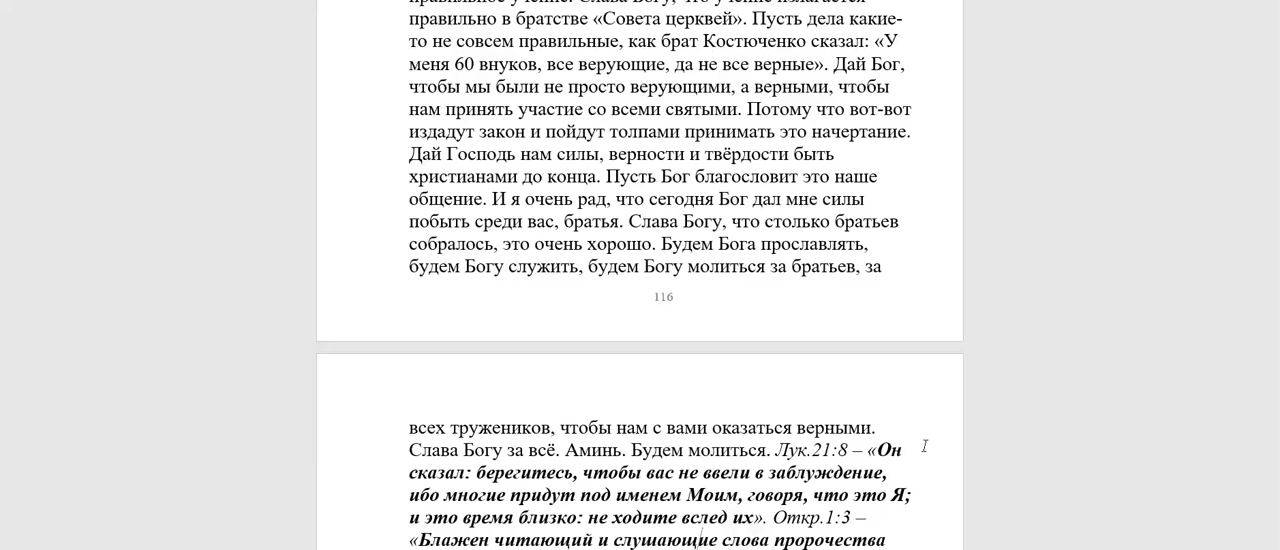 правильное учение. Слава Богу, что учение излагается
правильно в братстве «Совета церквей». Пусть дела какие-
то не совсем правильные, как брат Костюченко сказал: «У
меня 60 внуков, все верующие, да не все верные». Дай Бог,
чтобы мы были не просто верующими, а верными, чтобы
нам принять участие со всеми святыми. Потому что вот-вот
издадут закон и пойдут толпами принимать это начертание.
Дай Господь нам силы, верности и твёрдости быть
христианами до конца. Пусть Бог благословит это наше
общение. И я очень рад, что сегодня Бог дал мне силы
побыть среди вас, братья. Слава Богу, что столько братьев
собралось, это очень хорошо. Будем Бога прославлять,
будем Богу служить, будем Богу молиться за братьев, за
116
всех тружеников, чтобы нам с вами оказаться верными.
Слава Богу за всё. Аминь. Будем молиться. Лук.21:8 – «Он
сказал: берегитесь, чтобы вас не ввели в заблуждение,
ибо многие придут под именем Моим, говоря, что это Я;
и это время близко: не ходите вслед их». Откр.1:3 –
«Блажен читающий и слушающие слова пророчества